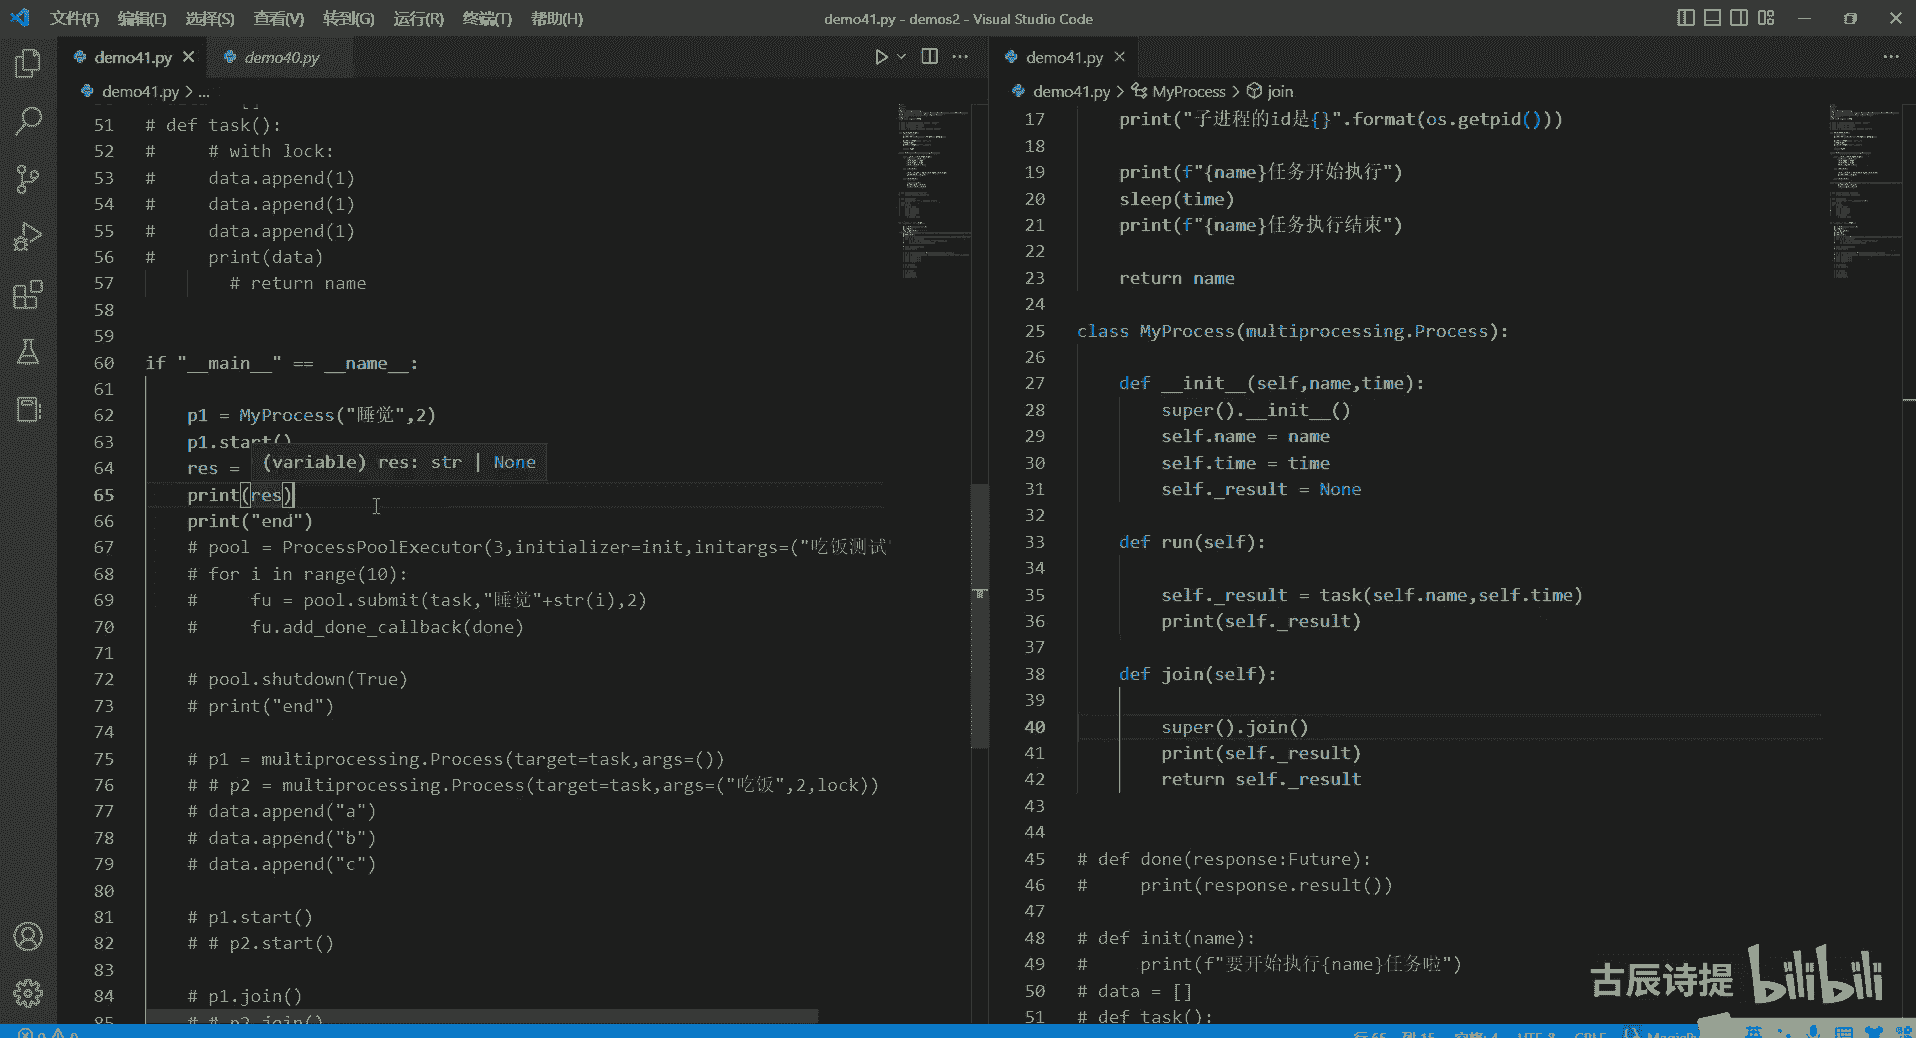 文件(F) 编辑(E) 选择(S) 查看(V) 转到(G) 运行(R) 终端(T) 帮助(H)
demo41.py - demos2 - Visual Studio Code
demo41.py
demo40.py
demo41.py > ...
51 # def task():
52 #     # with lock:
53 #     data.append(1)
54 #     data.append(1)
55 #     data.append(1)
56 #     print(data)
57         # return name
58
59
60 if "__main__" == __name__:
61
62     p1 = MyProcess("睡觉",2)
63     p1.start()
64     res =
(variable) res: str | None
65     print(res)
66     print("end")
67     # pool = ProcessPoolExecutor(3,initializer=init,initargs=("吃饭测试'
68     # for i in range(10):
69     #     fu = pool.submit(task,"睡觉"+str(i),2)
70     #     fu.add_done_callback(done)
71
72     # pool.shutdown(True)
73     # print("end")
74
75     # p1 = multiprocessing.Process(target=task,args=())
76     # # p2 = multiprocessing.Process(target=task,args=("吃饭",2,lock))
77     # data.append("a")
78     # data.append("b")
79     # data.append("c")
80
81     # p1.start()
82     # # p2.start()
83
84     # p1.join()
85     # # p2.join()
demo41.py
demo41.py > MyProcess > join
17     print("子进程的id是{}".format(os.getpid()))
18
19     print(f"{name}任务开始执行")
20     sleep(time)
21     print(f"{name}任务执行结束")
22
23     return name
24
25 class MyProcess(multiprocessing.Process):
26
27     def __init__(self,name,time):
28         super().__init__()
29         self.name = name
30         self.time = time
31         self._result = None
32
33     def run(self):
34
35         self._result = task(self.name,self.time)
36         print(self._result)
37
38     def join(self):
39
40         super().join()
41         print(self._result)
42         return self._result
43
44
45 # def done(response:Future):
46 #     print(response.result())
47
48 # def init(name):
49 #     print(f"要开始执行{name}任务啦")
50 # data = []
51 # def task():
古辰诗提 bilibili